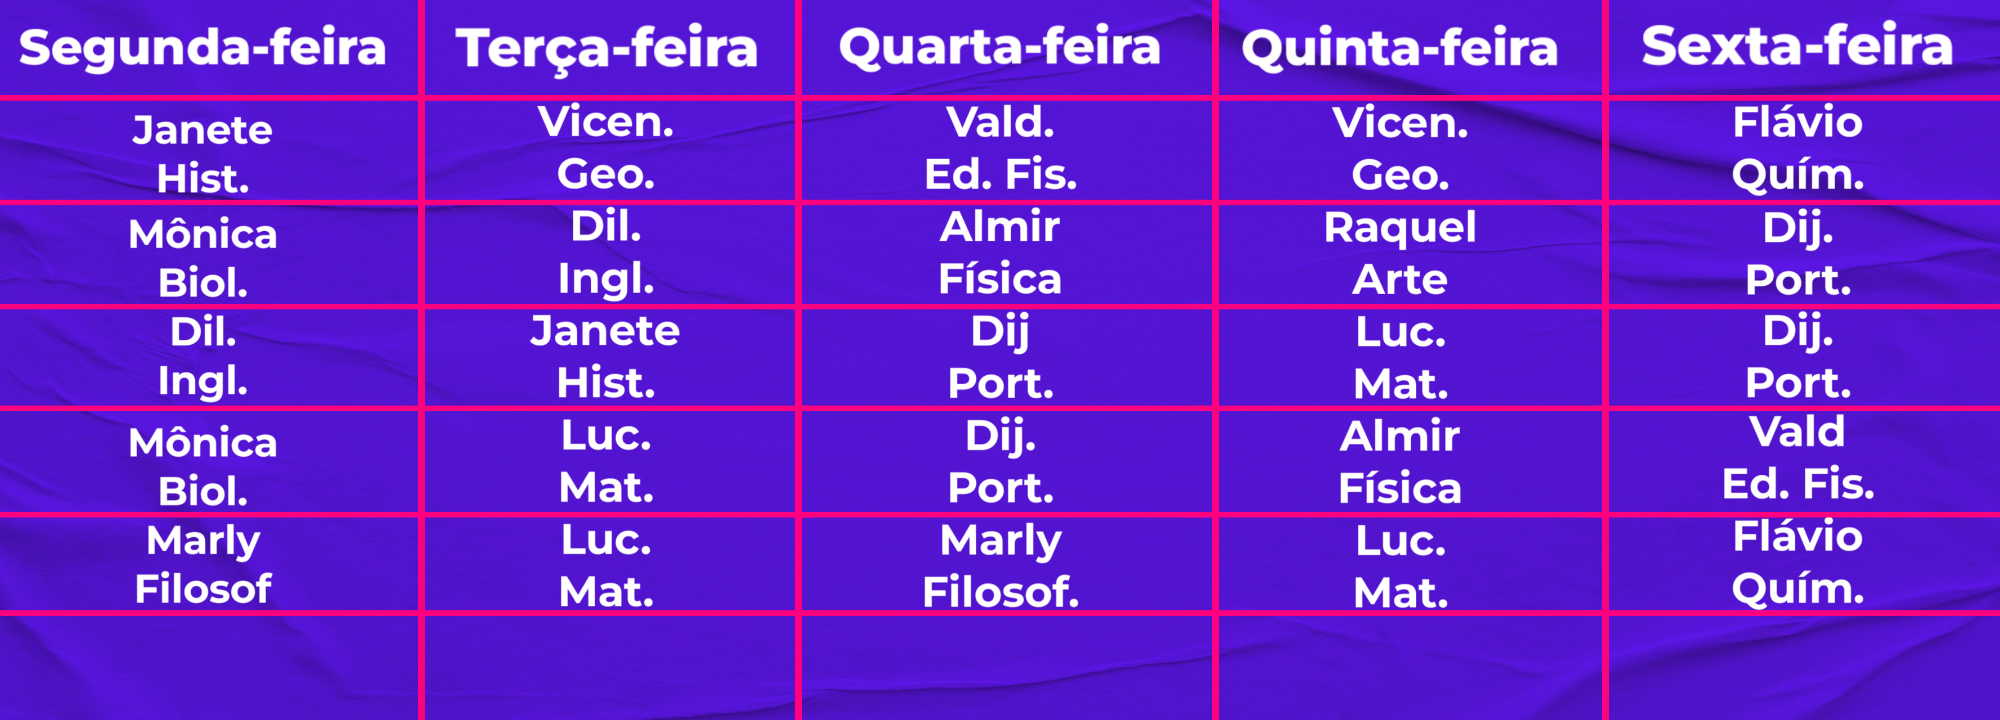 Segunda-feira Terça-feira Quarta-feira Quinta-feira Sexta-feira
Janete Vicen. Vald. Vicen. Flávio
Hist. Geo. Ed. Fis. Geo. Quím.
Mônica Dil. Almir Raquel Dij.
Biol. Ingl. Física Arte Port.
Dil. Janete Dij Luc. Dij.
Ingl. Hist. Port. Mat. Port.
Mônica Luc. Dij. Almir Vald
Biol. Mat. Port. Física Ed. Fis.
Marly Luc. Marly Luc. Flávio
Filosof Mat. Filosof. Mat. Quím.